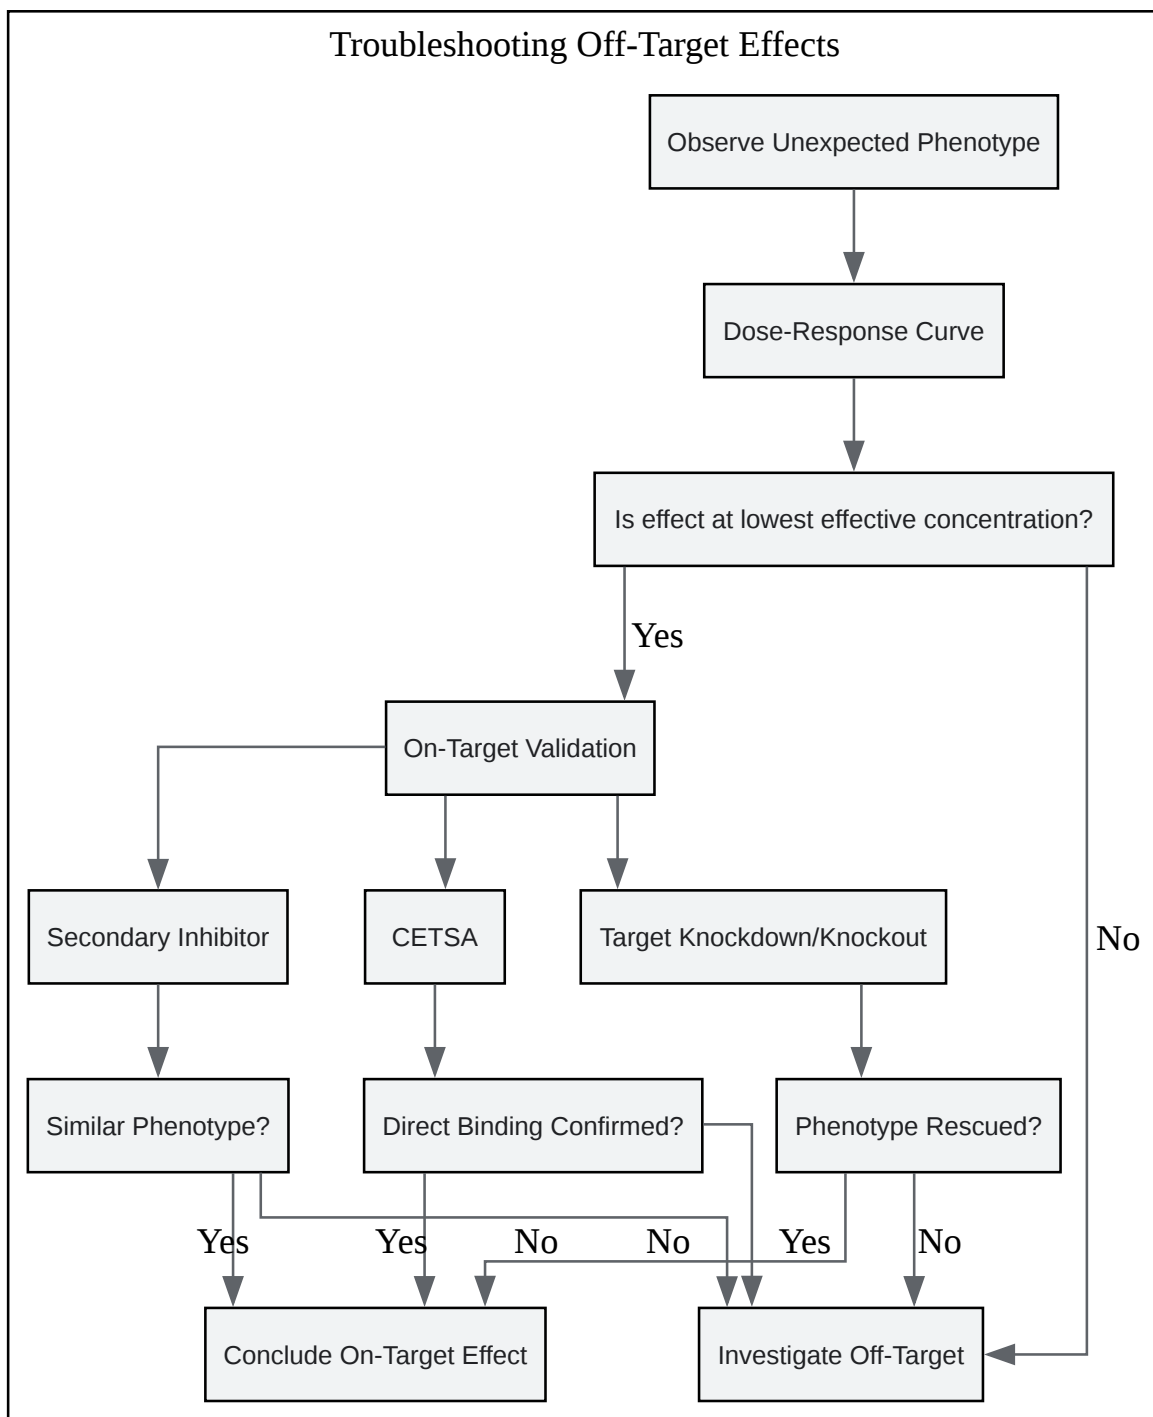 Troubleshooting Off-Target Effects
Observe Unexpected Phenotype
Dose-Response Curve
Is effect at lowest effective concentration?
Yes
On-Target Validation
Secondary Inhibitor
CETSA
Target Knockdown/Knockout
No
Similar Phenotype?
Direct Binding Confirmed?
Phenotype Rescued?
Yes
Yes
No
No
Yes
No
Conclude On-Target Effect
Investigate Off-Target